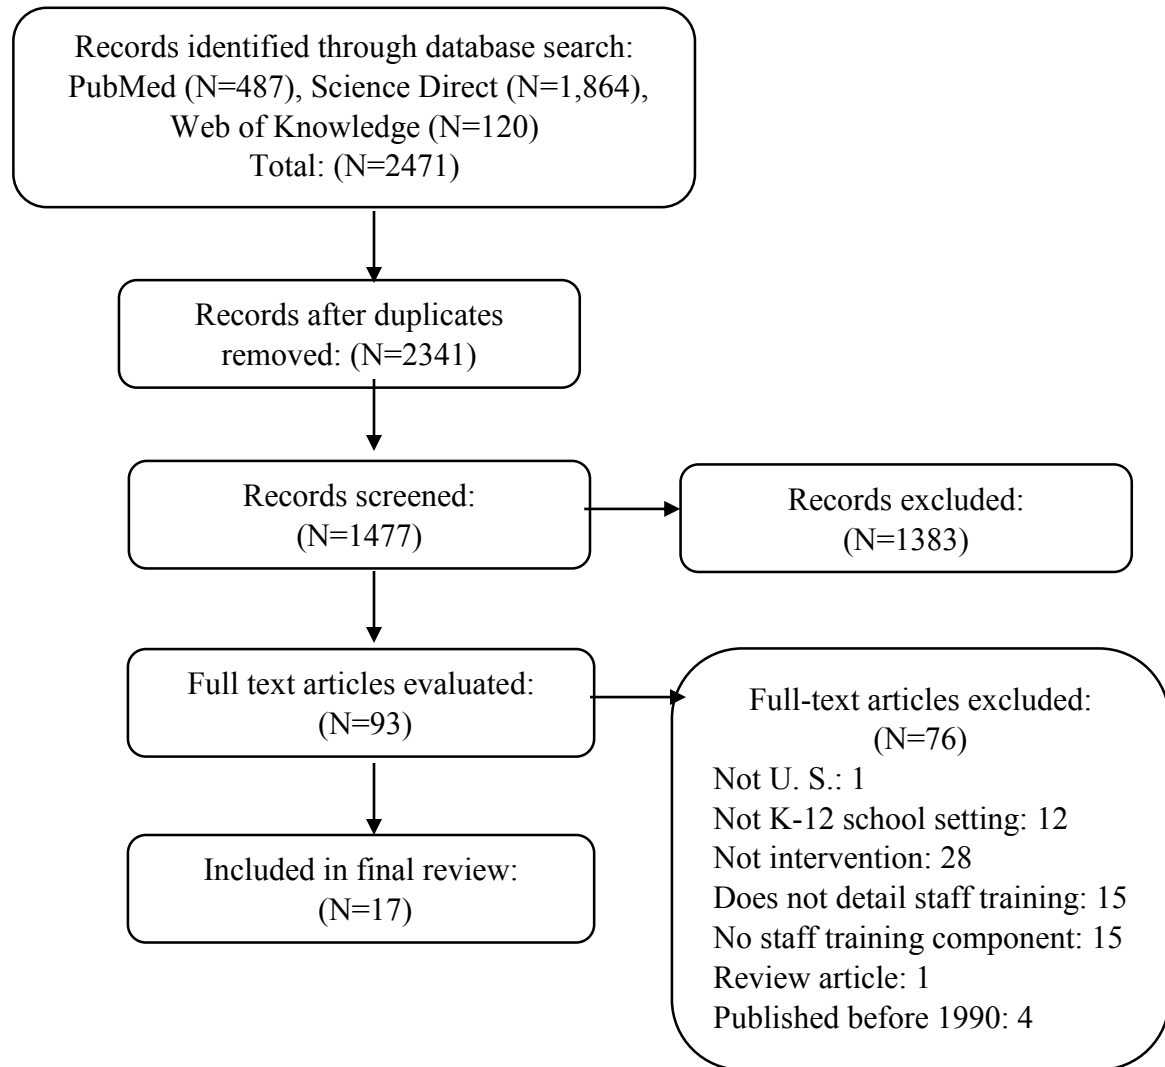 Records identified through database search:
PubMed (N=487), Science Direct (N=1,864),
Web of Knowledge (N=120)
Total: (N=2471)
Records after duplicates
removed: (N=2341)
Records screened:
(N=1477)
Records excluded:
(N=1383)
Full text articles evaluated:
(N=93)
Full-text articles excluded:
(N=76)
Not U. S.: 1
Not K-12 school setting: 12
Not intervention: 28
Does not detail staff training: 15
No staff training component: 15
Review article: 1
Published before 1990: 4
Included in final review:
(N=17)